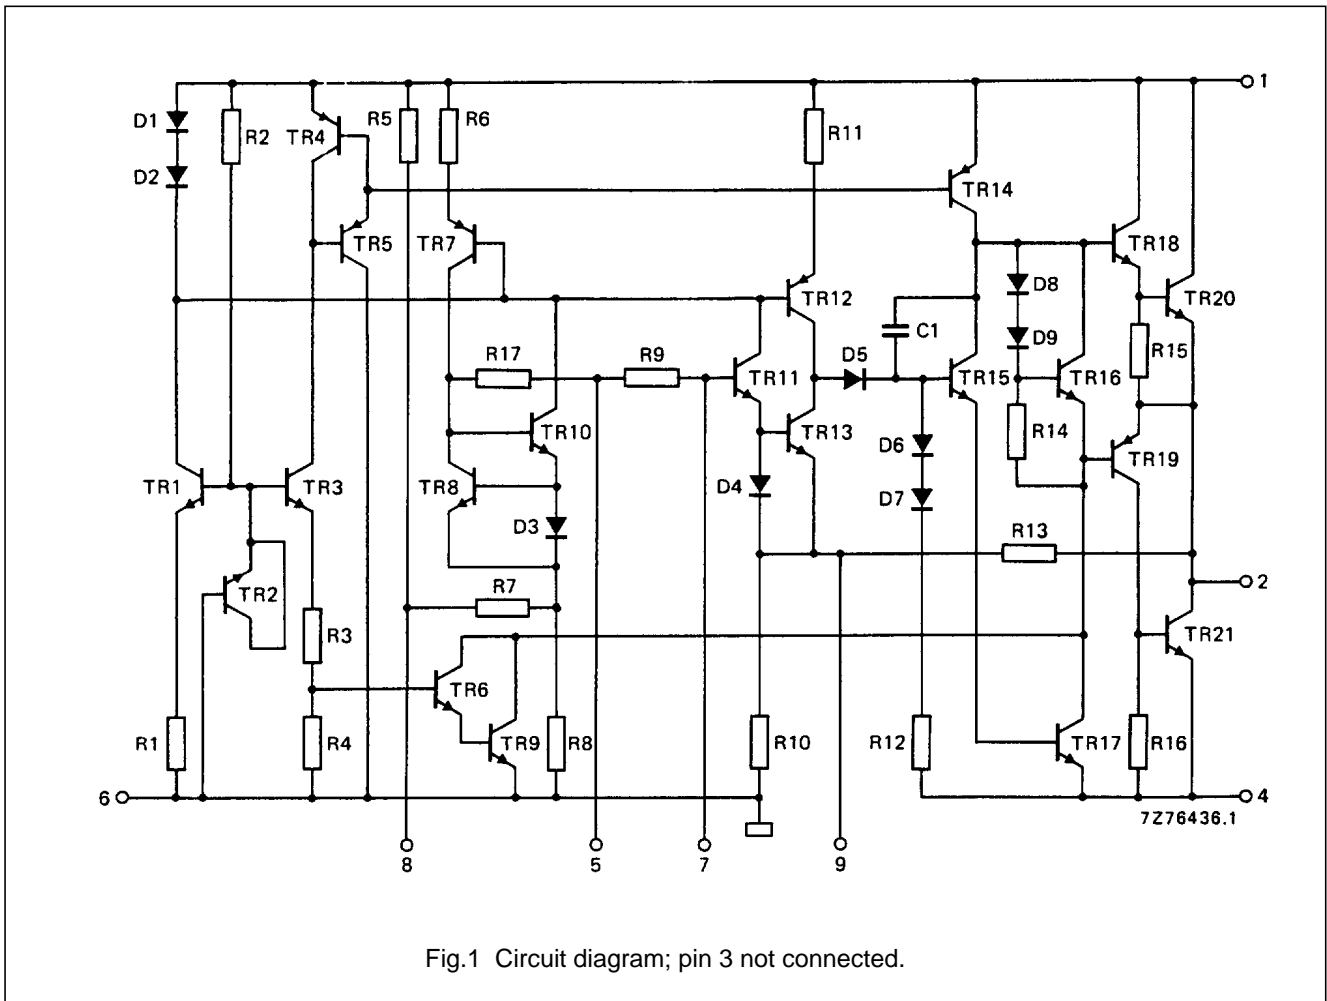 1
D1
R2
TR4
R5
R6
R11
D2
TR14
TR5
TR7
TR18
TR12
D8
TR20
C1
D9
R17
R9
D5
R15
TR11
TR15
TR16
TR10
TR13
R14
D6
TR19
TR1
TR3
TR8
D4
D7
D3
R13
2
TR2
R7
R3
TR21
TR6
R1
R4
TR9
R8
R10
R12
TR17
R16
6
4
7Z76436.1
8
5
7
9
Fig.1 Circuit diagram; pin 3 not connected.